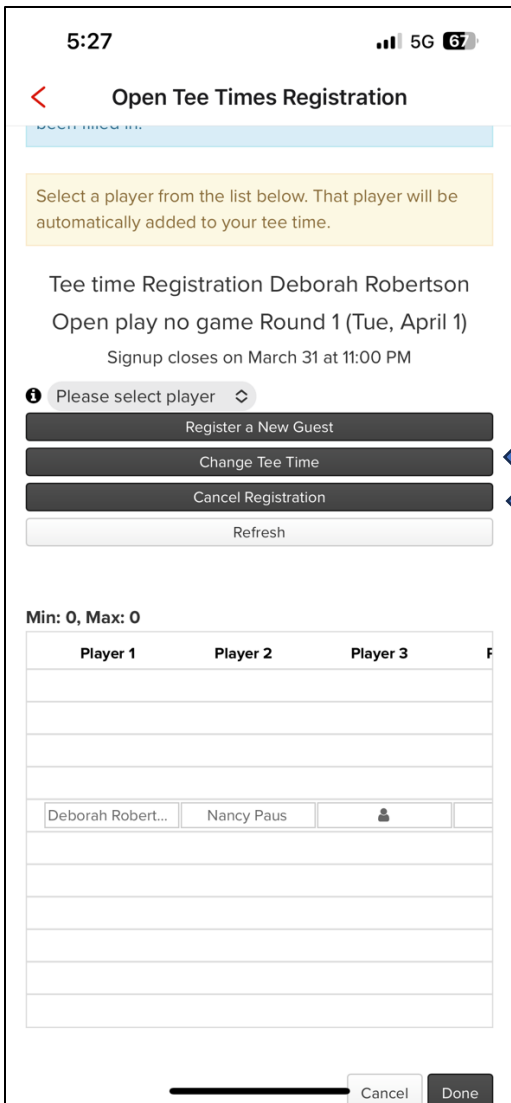 5:27 5G 67
Open Tee Times Registration
been filled in.
Select a player from the list below. That player will be
automatically added to your tee time.
Tee time Registration Deborah Robertson
Open play no game Round 1 (Tue, April 1)
Signup closes on March 31 at 11:00 PM
Please select player
Register a New Guest
Change Tee Time
Cancel Registration
Refresh
Min: 0, Max: 0
Player 1 Player 2 Player 3
Deborah Robert... Nancy Paus
Cancel Done